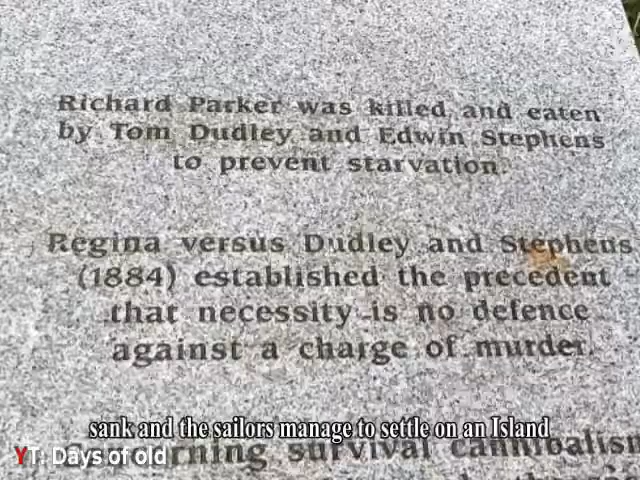 Richard Parker was killed, and eaten
by Tom Dudley and Edwin Stephens
to prevent starvation.
Regina versus Dudley and Stephens
(1884) established the precedent
that necessity is no defence
against a charge of murder.
sank and the sailors manage to settle on an Island
survival cannibalism
YT: Days of old